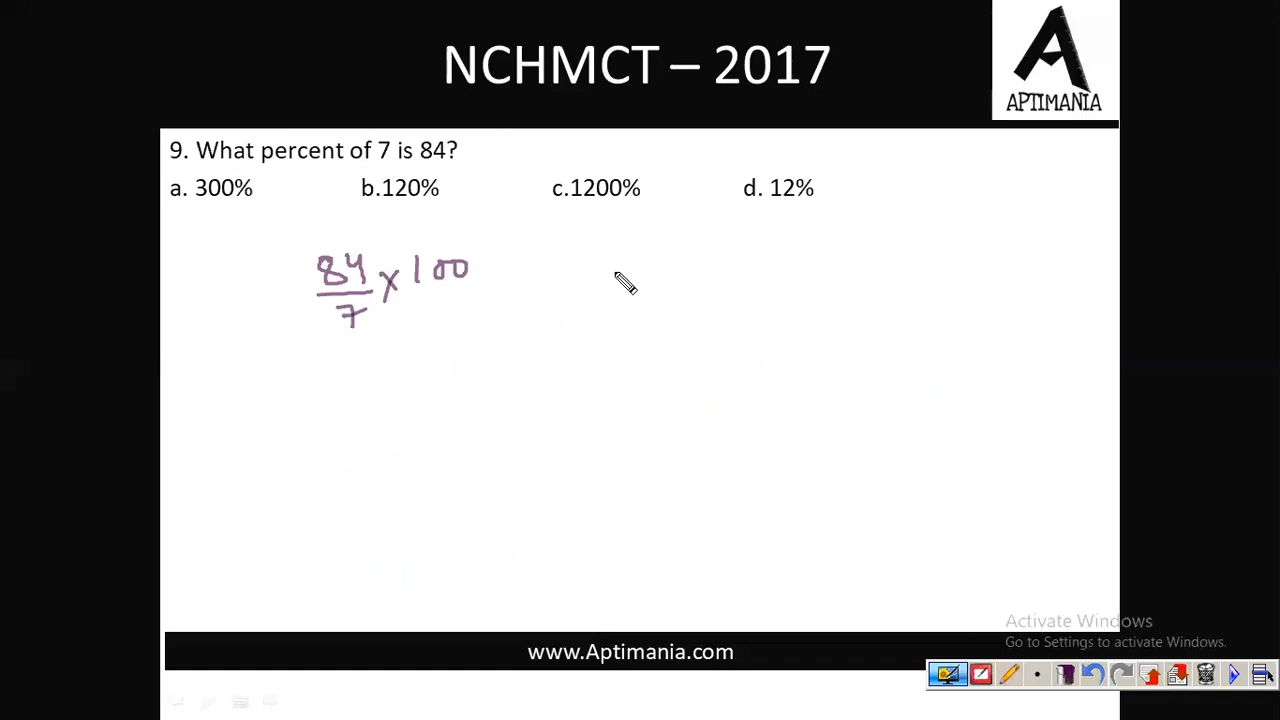 NCHMCT – 2017
A
APTIMANIA
9. What percent of 7 is 84?
a. 300% b.120% c.1200% d. 12%
84/7 x 100
Activate Windows
Go to Settings to activate Windows.
www.Aptimania.com